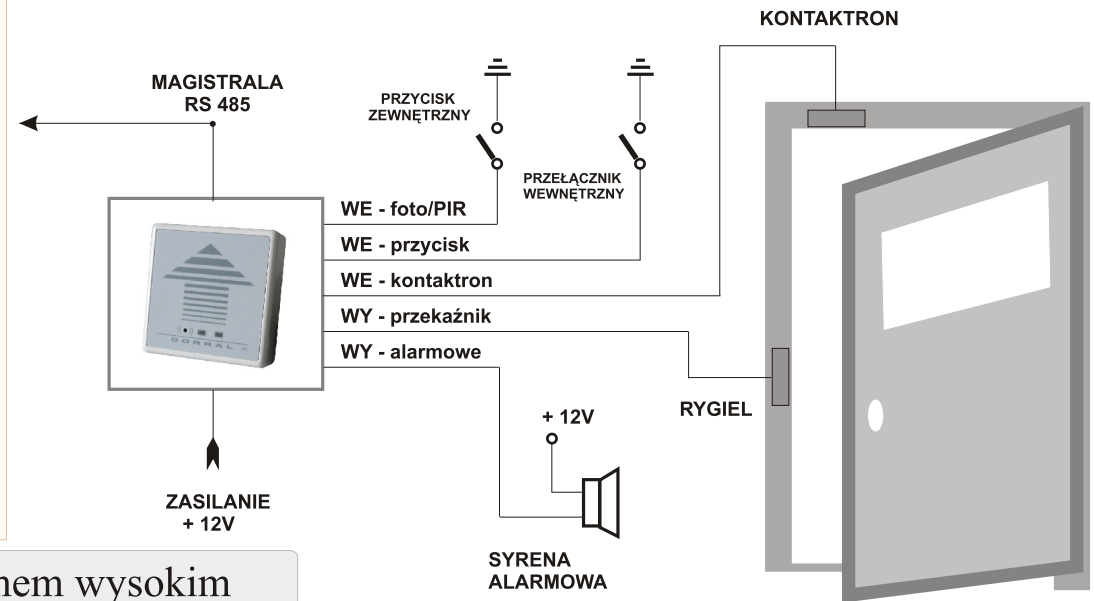 KONTAKTRON
MAGISTRALA
RS 485
PRZYCISK
ZEWNĘTRZNY
PRZEŁĄCZNIK
WEWNĘTRZNY
WE - foto/PIR
WE - przycisk
WE - kontaktron
WY - przekaźnik
WY - alarmowe
CORRAL
RYGIEL
+ 12V
ZASILANIE
+ 12V
SYRENA
ALARMOWA
nem wysokim